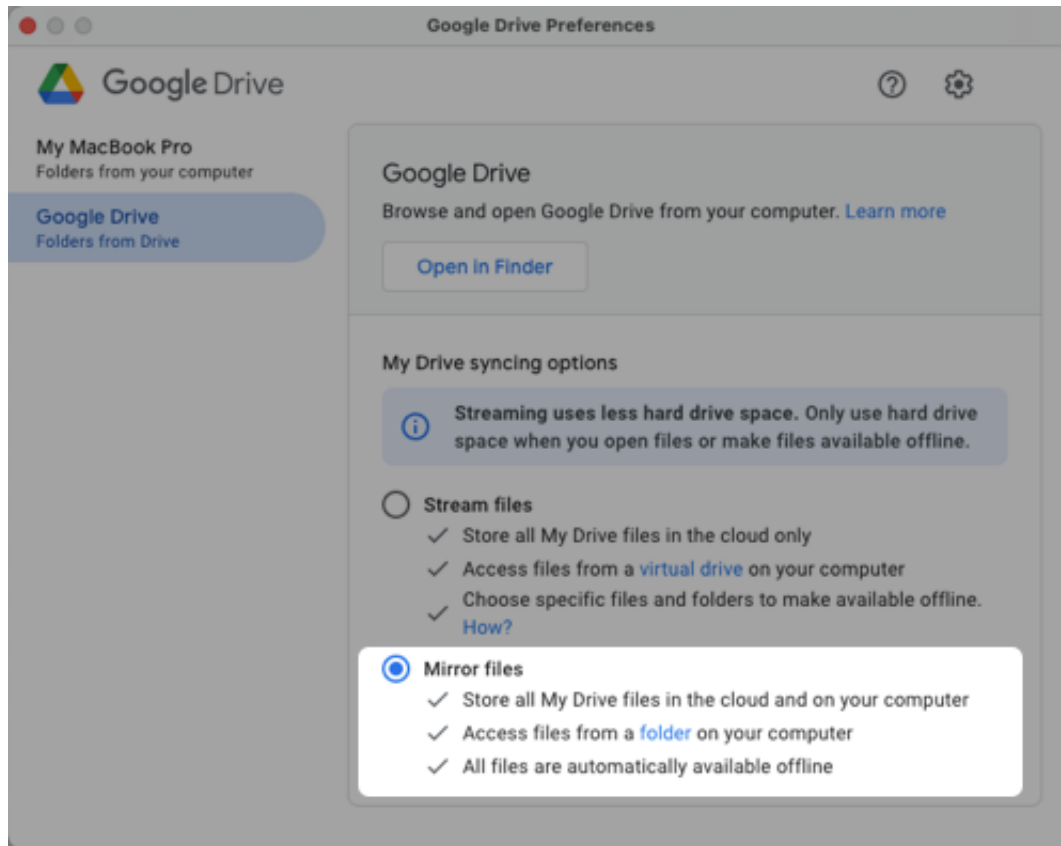 Google Drive Preferences
Google Drive
My MacBook Pro
Folders from your computer
Google Drive
Folders from Drive
Google Drive
Browse and open Google Drive from your computer. Learn more
Open in Finder
My Drive syncing options
Streaming uses less hard drive space. Only use hard drive
space when you open files or make files available offline.
Stream files
Store all My Drive files in the cloud only
Access files from a virtual drive on your computer
Choose specific files and folders to make available offline.
How?
Mirror files
Store all My Drive files in the cloud and on your computer
Access files from a folder on your computer
All files are automatically available offline